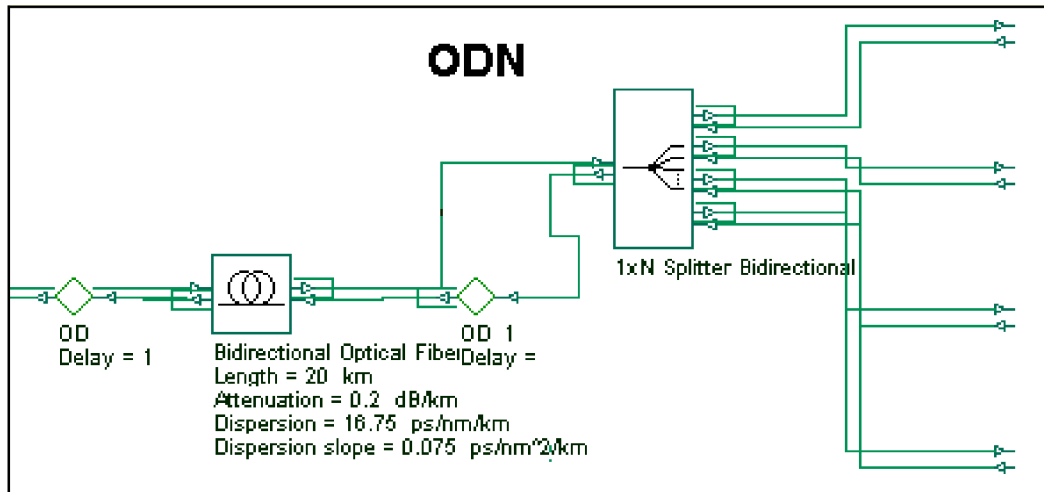 ODN
1xN Splitter Bidirectional
OD
Delay = 1
OD 1
Delay =
Bidirectional Optical Fiber
Length = 20 km
Attenuation = 0.2 dB/km
Dispersion = 16.75 ps/nm/km
Dispersion slope = 0.075 ps/nm^2/km